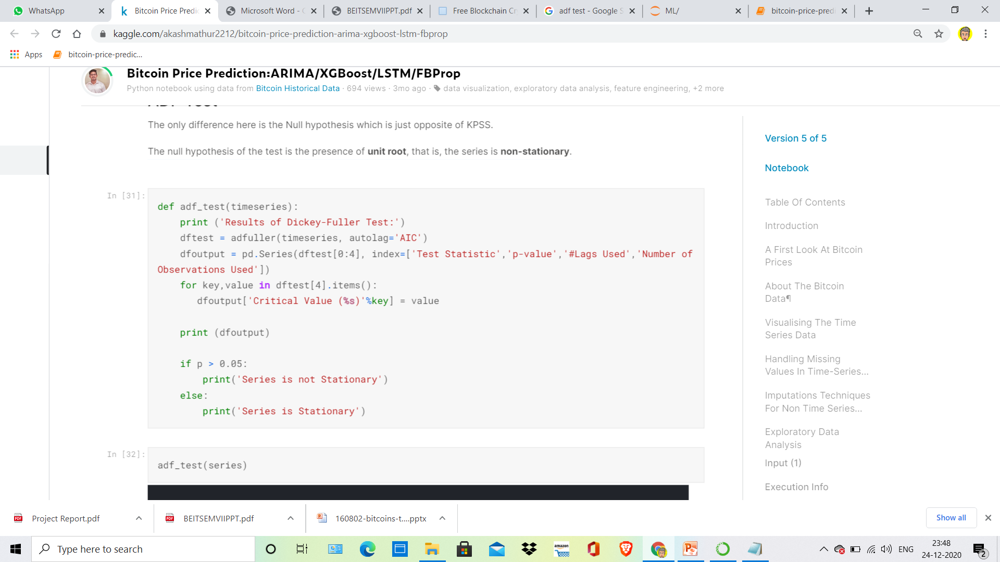 WhatsApp
Bitcoin Price Predic
Microsoft Word - C
BEITSEMVIIPPT.pdf
Free Blockchain Cr
adf test - Google S
ML/
bitcoin-price-predi
kaggle.com/akashmathur2212/bitcoin-price-prediction-arima-xgboost-lstm-fbprop
Apps
bitcoin-price-predic...
Bitcoin Price Prediction:ARIMA/XGBoost/LSTM/FBProp
Python notebook using data from Bitcoin Historical Data · 694 views · 3mo ago · data visualization, exploratory data analysis, feature engineering, +2 more
The only difference here is the Null hypothesis which is just opposite of KPSS.
The null hypothesis of the test is the presence of unit root, that is, the series is non-stationary.
In [31]:
def adf_test(timeseries):
    print ('Results of Dickey-Fuller Test:')
    dftest = adfuller(timeseries, autolag='AIC')
    dfoutput = pd.Series(dftest[0:4], index=['Test Statistic','p-value','#Lags Used','Number of
Observations Used'])
    for key,value in dftest[4].items():
       dfoutput['Critical Value (%s)'%key] = value
    print (dfoutput)
    if p > 0.05:
        print('Series is not Stationary')
    else:
        print('Series is Stationary')
In [32]:
adf_test(series)
Version 5 of 5
Notebook
Table Of Contents
Introduction
A First Look At Bitcoin
Prices
About The Bitcoin
Data¶
Visualising The Time
Series Data
Handling Missing
Values In Time-Series...
Imputations Techniques
For Non Time Series...
Exploratory Data
Analysis
Input (1)
Execution Info
Project Report.pdf
BEITSEMVIIPPT.pdf
160802-bitcoins-t....pptx
Show all
Type here to search
amazon
ENG
23:48
24-12-2020
2